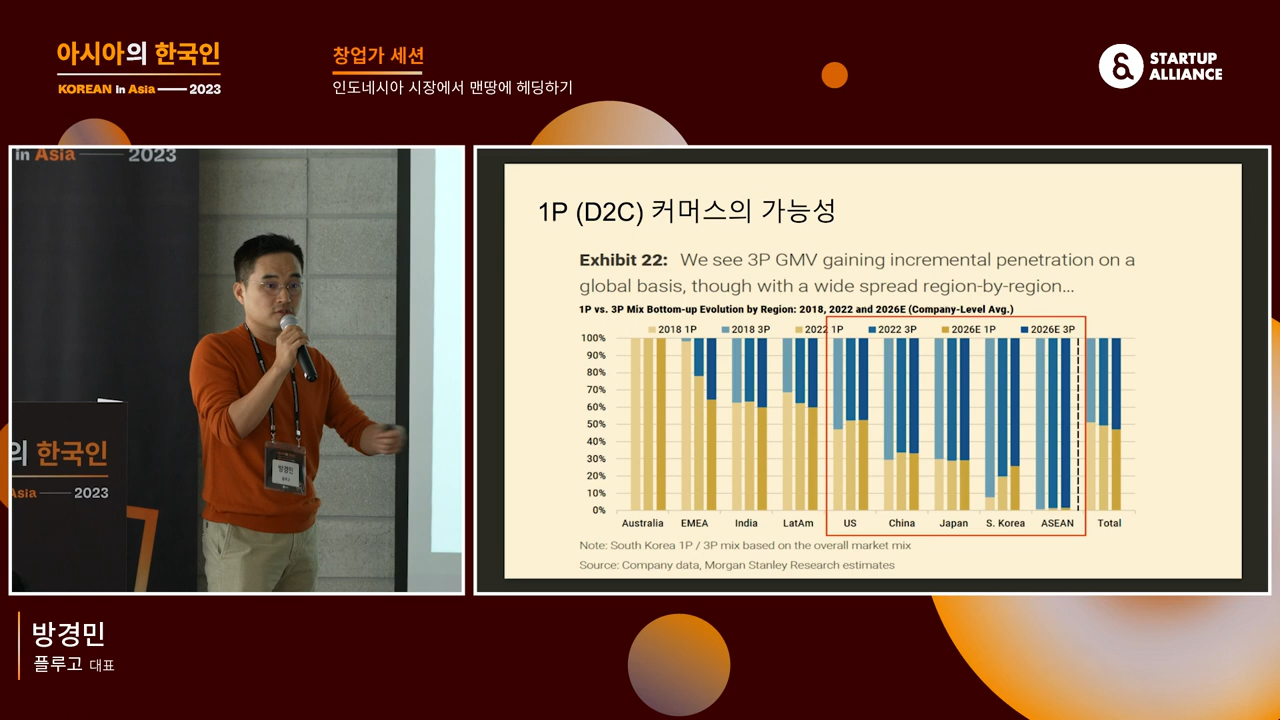 아시아의 한국인
KOREAN in Asia 2023
창업가 세션
인도네시아 시장에서 맨땅에 헤딩하기
STARTUP
ALLIANCE
in Asia 2023
의 한국인
Asia 2023
방경민
플루고
1P (D2C) 커머스의 가능성
Exhibit 22: We see 3P GMV gaining incremental penetration on a
global basis, though with a wide spread region-by-region...
1P vs. 3P Mix Bottom-up Evolution by Region: 2018, 2022 and 2026E (Company-Level Avg.)
2018 1P 2018 3P 2022 1P 2022 3P 2026E 1P 2026E 3P
100%
90%
80%
70%
60%
50%
40%
30%
20%
10%
0%
Australia EMEA India LatAm US China Japan S. Korea ASEAN Total
Note: South Korea 1P / 3P mix based on the overall market mix
Source: Company data, Morgan Stanley Research estimates
방경민
플루고 대표